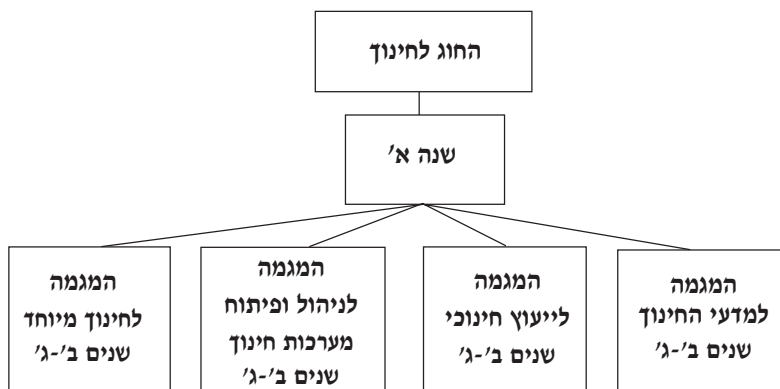 החוג לחינוך
שנה א'
המגמה
למדעי החינוך
שנים ב'-ג'
המגמה
לייעוץ חינוכי
שנים ב'-ג'
המגמה
לניהול ופיתוח
מערכות חינוך
שנים ב'-ג'
המגמה
לחינוך מיוחד
שנים ב'-ג'